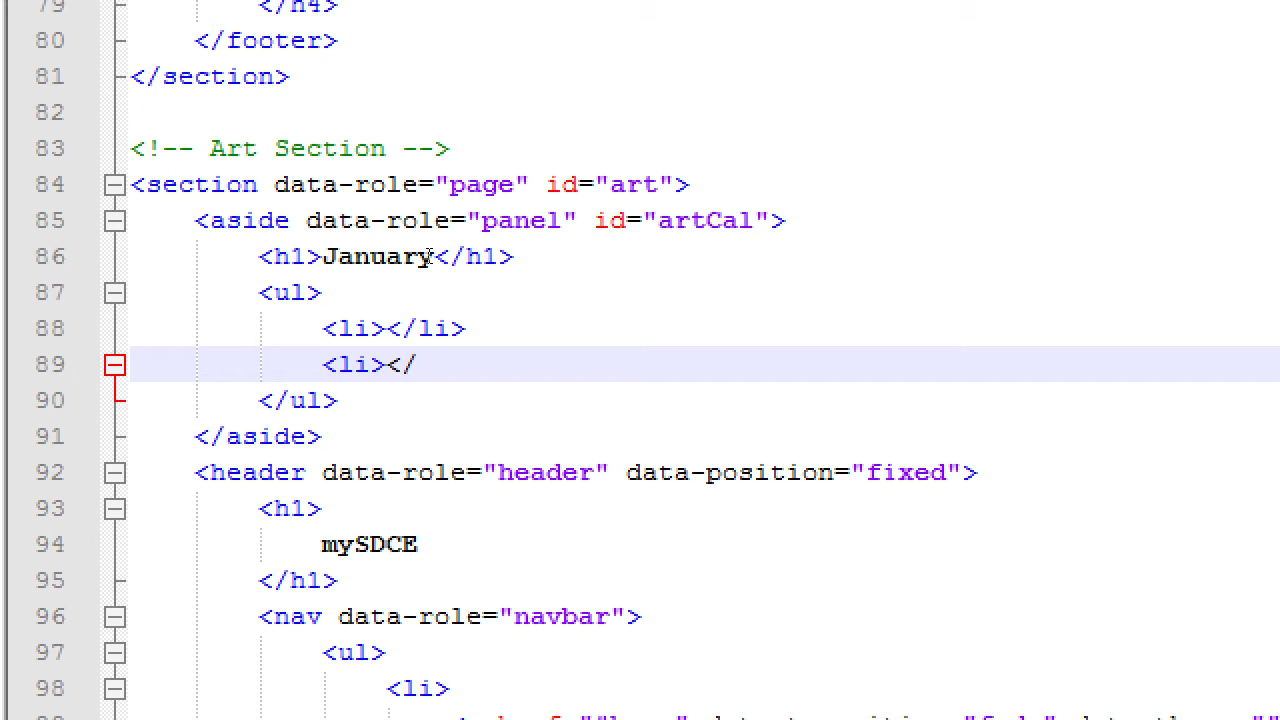 79 </h4>
80 </footer>
81 </section>
82
83 <!-- Art Section -->
84 <section data-role="page" id="art">
85 <aside data-role="panel" id="artCal">
86 <h1>January</h1>
87 <ul>
88 <li></li>
89 <li></
90 </ul>
91 </aside>
92 <header data-role="header" data-position="fixed">
93 <h1>
94 mySDCE
95 </h1>
96 <nav data-role="navbar">
97 <ul>
98 <li>